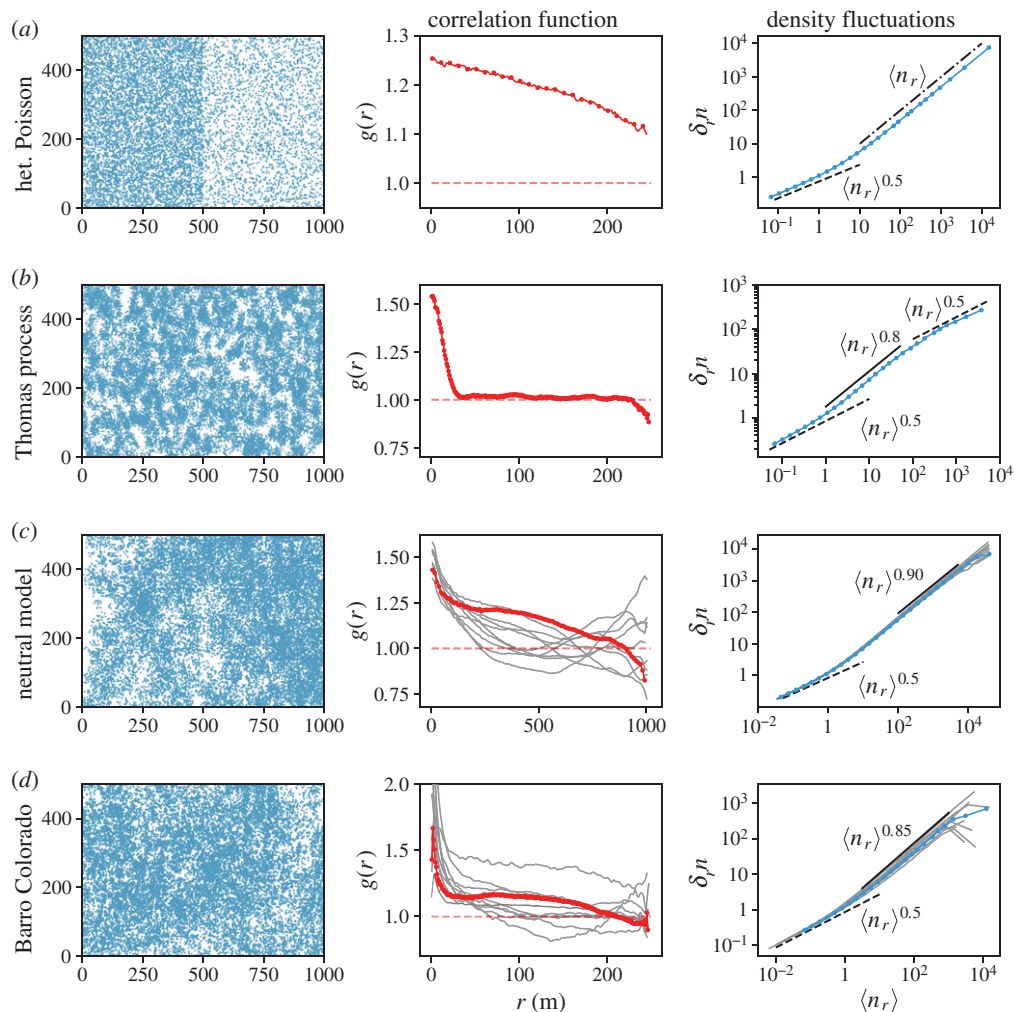 correlation function density fluctuations
(a)
het. Poisson
400
200
0
0 250 500 750 1000
g(r)
1.3
1.2
1.1
1.0
0 100 200
δᵣn
10⁴
10³
10²
10
1
⟨nᵣ⟩
⟨nᵣ⟩⁰·⁵
10⁻¹ 1 10 10² 10³ 10⁴
(b)
Thomas process
400
200
0
0 250 500 750 1000
g(r)
1.50
1.25
1.00
0.75
0 100 200
δᵣn
10³
10²
10
1
⟨nᵣ⟩⁰·⁵
⟨nᵣ⟩⁰·⁸
⟨nᵣ⟩⁰·⁵
10⁻¹ 1 10 10² 10³ 10⁴
(c)
neutral model
400
200
0
0 250 500 750 1000
g(r)
1.50
1.25
1.00
0.75
0 500 1000
δᵣn
10⁴
10³
10²
10
1
⟨nᵣ⟩⁰·⁹⁰
⟨nᵣ⟩⁰·⁵
10⁻² 1 10² 10⁴
(d)
Barro Colorado
400
200
0
0 250 500 750 1000
g(r)
2.0
1.5
1.0
0 100 200
r (m)
δᵣn
10³
10²
10
1
10⁻¹
⟨nᵣ⟩⁰·⁸⁵
⟨nᵣ⟩⁰·⁵
10⁻² 1 10² 10⁴
⟨nᵣ⟩